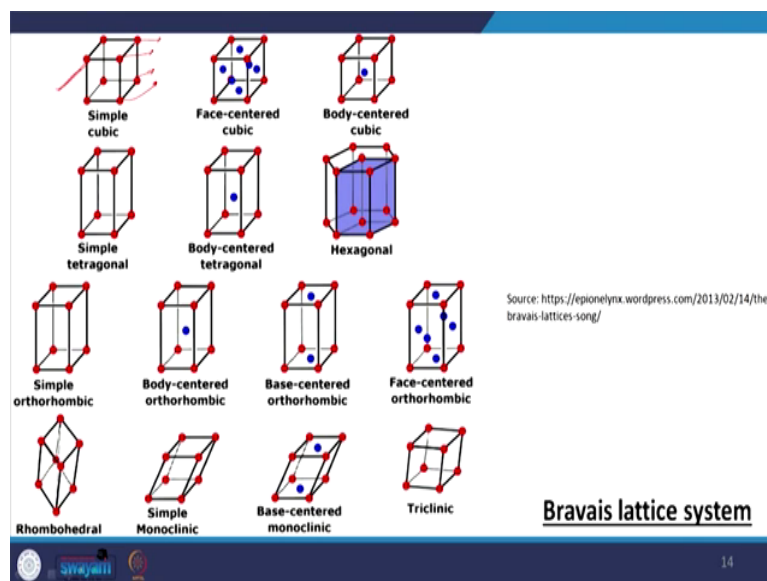 Simple
cubic
Face-centered
cubic
Body-centered
cubic
Simple
tetragonal
Body-centered
tetragonal
Hexagonal
Source: https://epionelynx.wordpress.com/2013/02/14/the
bravais-lattices-song/
Simple
orthorhombic
Body-centered
orthorhombic
Base-centered
orthorhombic
Face-centered
orthorhombic
Rhombohedral
Simple
Monoclinic
Base-centered
monoclinic
Triclinic
Bravais lattice system
swayam
14